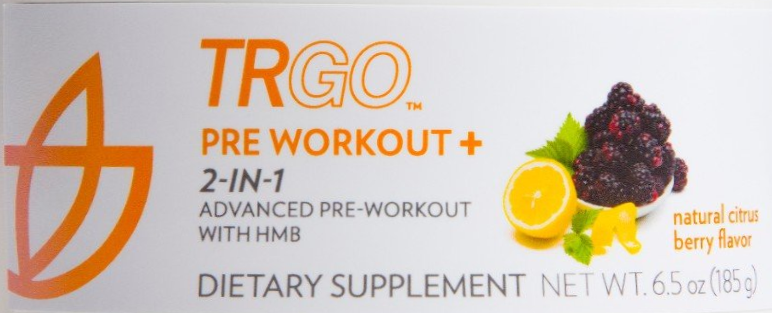 TRGO™
PRE WORKOUT +
2-IN-1
ADVANCED PRE-WORKOUT
WITH HMB
natural citrus
berry flavor
DIETARY SUPPLEMENT NET WT. 6.5 oz (185 g)